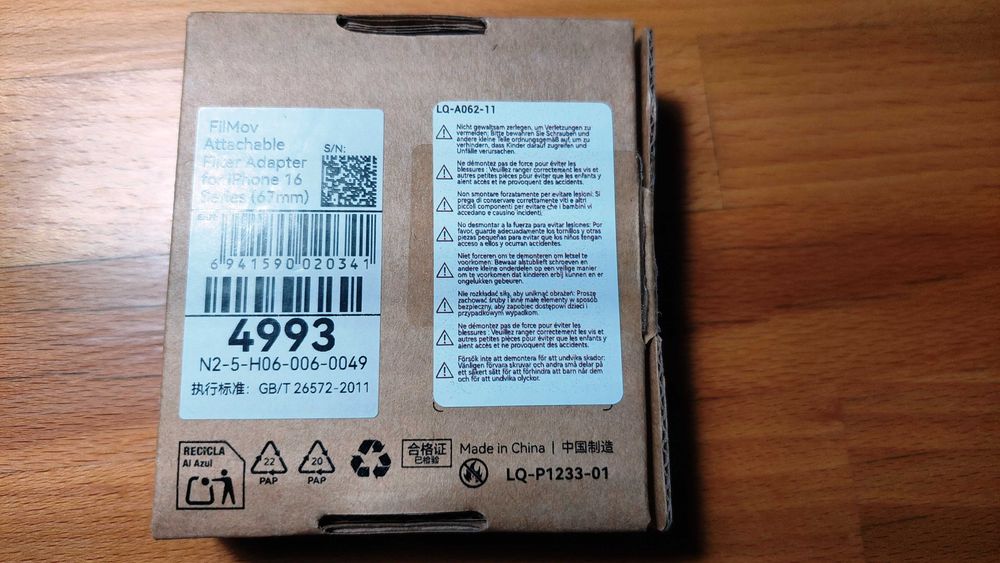 FilMov
Attachable
Filter Adapter
for iPhone 16
Series (67mm)
S/N:
6 941590 020341
4993
N2-5-H06-006-0049
执行标准: GB/T 26572-2011
LQ-A062-11
Nicht gewaltsam zerlegen, um Verletzungen zu
vermeiden; Bitte bewahren Sie Schrauben und
andere kleine Teile ordnungsgemäß auf, um zu
verhindern, dass Kinder darauf zugreifen und
Unfälle verursachen.
Ne démontez pas de force pour éviter les
blessures : Veuillez ranger correctement les vis et
autres petites pièces pour éviter que les enfants y
aient accès et ne provoquent des accidents.
Non smontare forzatamente per evitare lesioni: Si
prega di conservare correttamente viti e altri
piccoli componenti per evitare che i bambini vi
accedano e causino incidenti.
No desmontar a la fuerza para evitar lesiones: Por
favor, guarde adecuadamente los tornillos y otras
piezas pequeñas para evitar que los niños tengan
acceso a ellos y ocurran accidentes.
Niet forceren om te demonteren om letsel te
voorkomen: Bewaar alstublieft schroeven en
andere kleine onderdelen op een veilige manier
om te voorkomen dat kinderen erbij kunnen en er
ongelukken gebeuren.
Nie rozkładać siłą, aby uniknąć obrażeń: Proszę
zachować śruby i inne małe elementy w sposób
bezpieczny, aby zapobiec dostępowi dzieci i
przypadkowym wypadkom.
Ne démontez pas de force pour éviter les
blessures : Veuillez ranger correctement les vis et
autres petites pièces pour éviter que les enfants y
aient accès et ne provoquent des accidents.
Försök inte att demontera för att undvika skador:
Vänligen förvara skruvar och andra små delar på
ett säkert sätt för att förhindra att barn når dem
och för att undvika olyckor.
RECICLA
Al Azul
22
PAP
20
PAP
合格证
已检验
Made in China | 中国制造
LQ-P1233-01